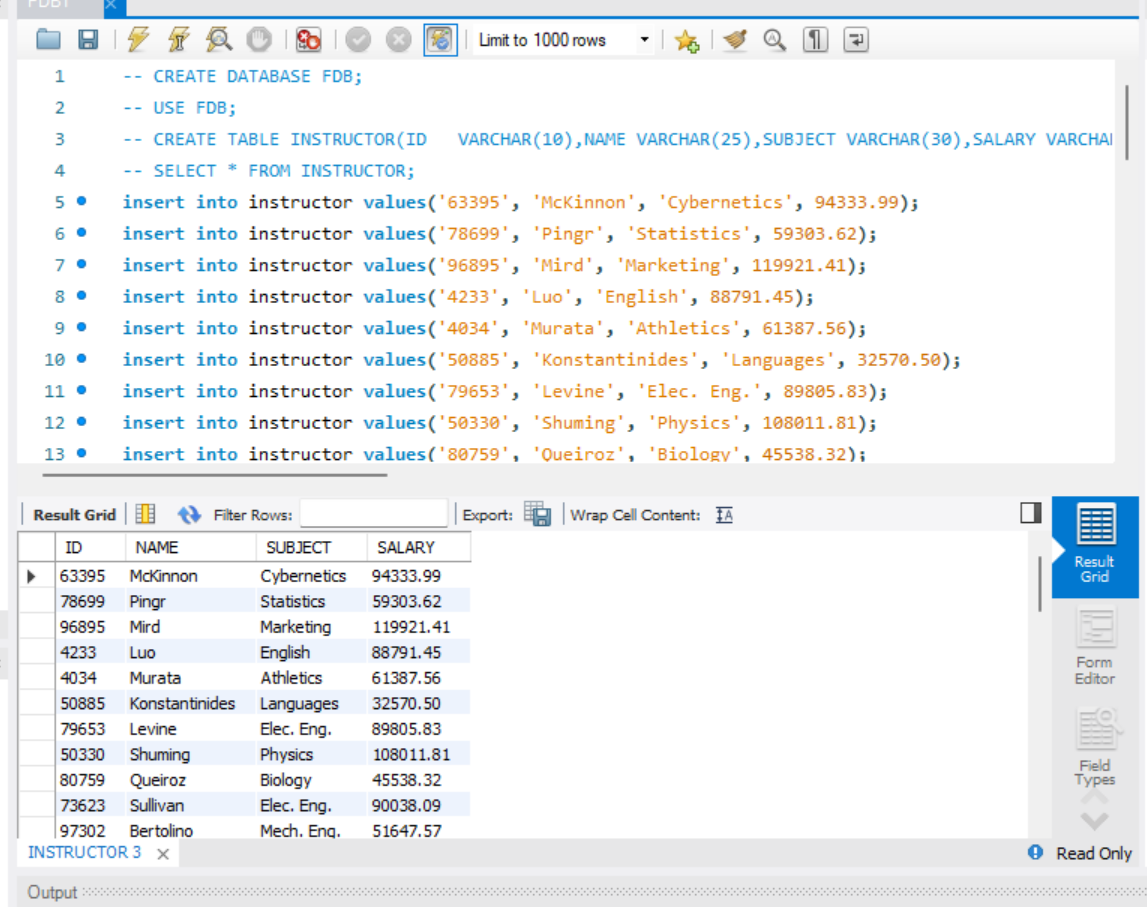 FDB1
Limit to 1000 rows
1 -- CREATE DATABASE FDB;
2 -- USE FDB;
3 -- CREATE TABLE INSTRUCTOR(ID   VARCHAR(10),NAME VARCHAR(25),SUBJECT VARCHAR(30),SALARY VARCHA
4 -- SELECT * FROM INSTRUCTOR;
5 insert into instructor values('63395', 'McKinnon', 'Cybernetics', 94333.99);
6 insert into instructor values('78699', 'Pingr', 'Statistics', 59303.62);
7 insert into instructor values('96895', 'Mird', 'Marketing', 119921.41);
8 insert into instructor values('4233', 'Luo', 'English', 88791.45);
9 insert into instructor values('4034', 'Murata', 'Athletics', 61387.56);
10 insert into instructor values('50885', 'Konstantinides', 'Languages', 32570.50);
11 insert into instructor values('79653', 'Levine', 'Elec. Eng.', 89805.83);
12 insert into instructor values('50330', 'Shuming', 'Physics', 108011.81);
13 insert into instructor values('80759', 'Queiroz', 'Biology', 45538.32);
Result Grid Filter Rows: Export: Wrap Cell Content: IA
ID NAME SUBJECT SALARY
63395 McKinnon Cybernetics 94333.99
78699 Pingr Statistics 59303.62
96895 Mird Marketing 119921.41
4233 Luo English 88791.45
4034 Murata Athletics 61387.56
50885 Konstantinides Languages 32570.50
79653 Levine Elec. Eng. 89805.83
50330 Shuming Physics 108011.81
80759 Queiroz Biology 45538.32
73623 Sullivan Elec. Eng. 90038.09
97302 Bertolino Mech. Eng. 51647.57
Result
Grid
Form
Editor
Field
Types
INSTRUCTOR 3
Read Only
Output